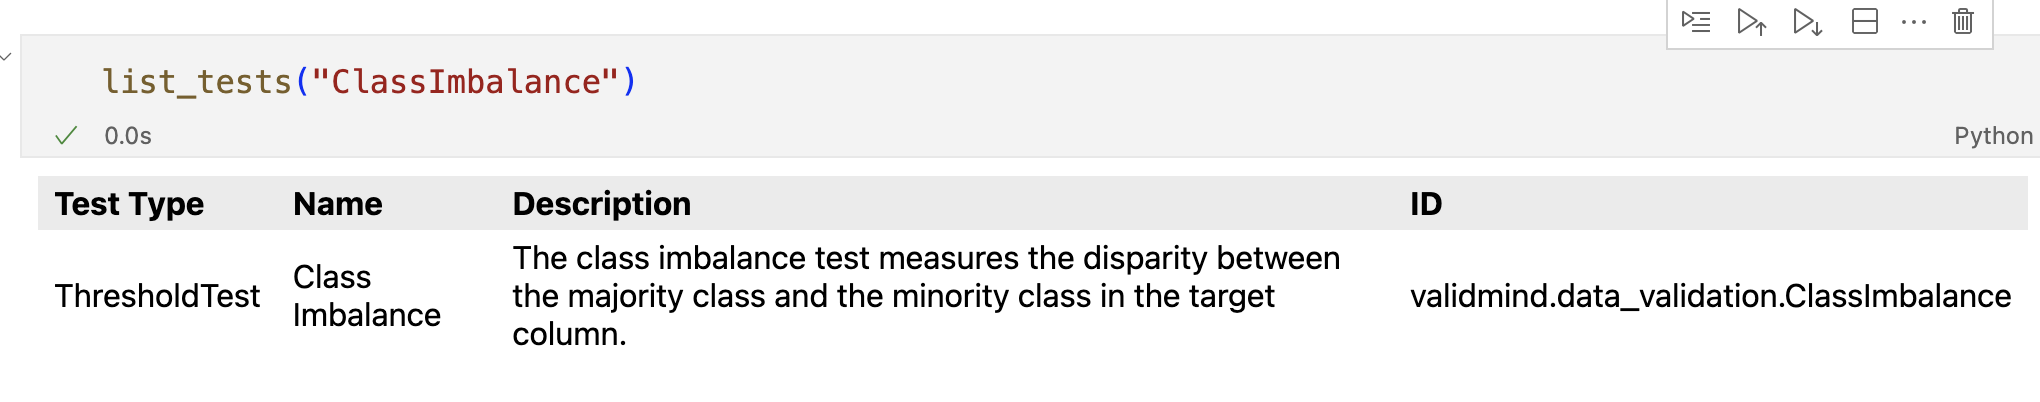 list_tests("ClassImbalance")
0.0s
Python
Test Type Name Description ID
ThresholdTest
Class
Imbalance
The class imbalance test measures the disparity between
the majority class and the minority class in the target
column.
validmind.data_validation.ClassImbalance